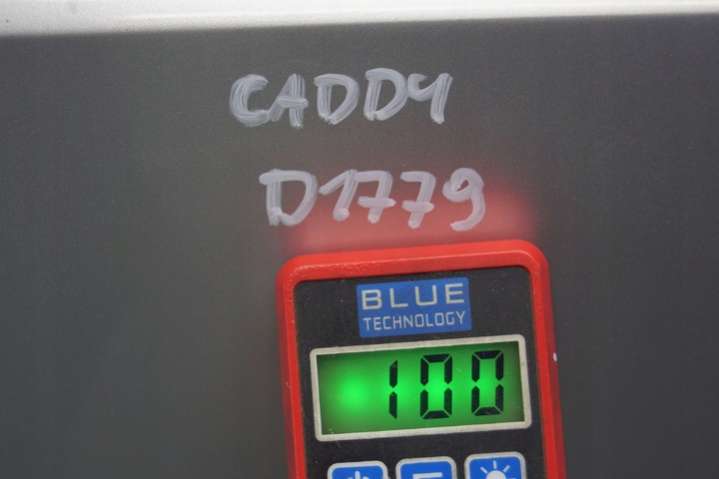 CADDY
D1779
BLUE
TECHNOLOGY
100